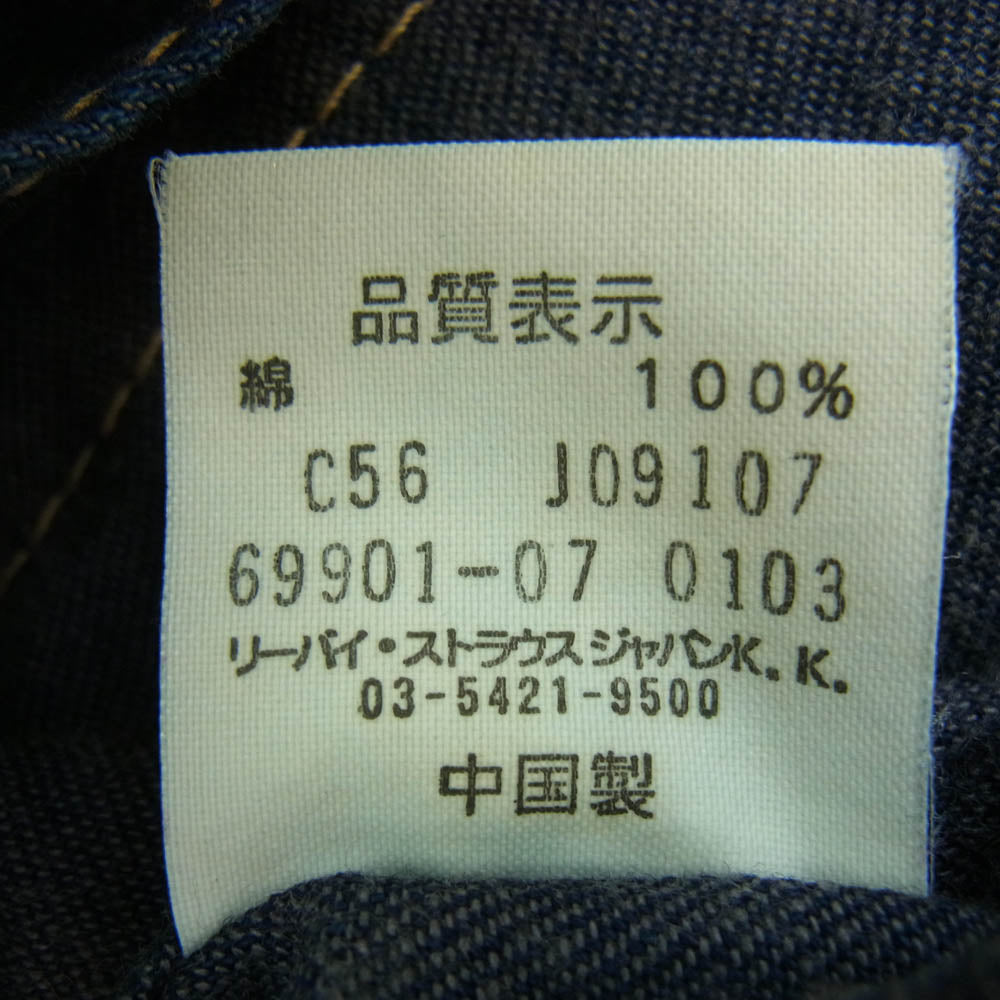 品質表示
綿 100%
C56 J09107
69901-07 0103
リーバイ・ストラウスジャパンK.K.
03-5421-9500
中国製